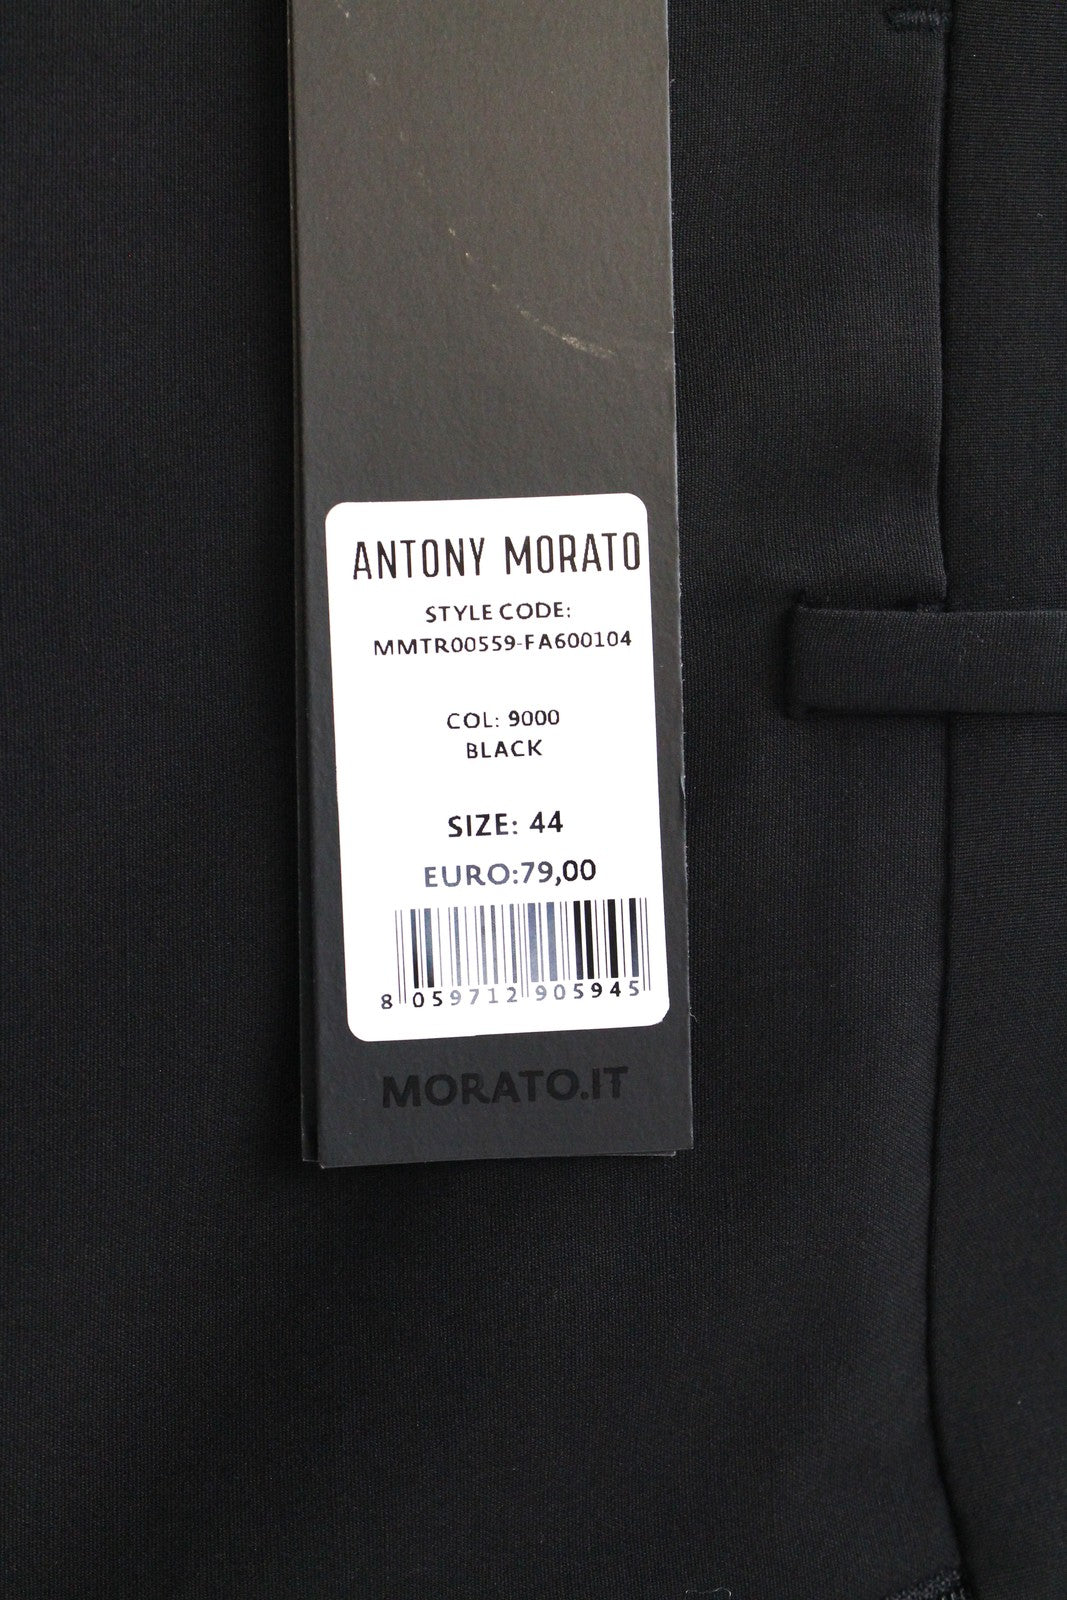 ANTONY MORATO
STYLE CODE:
MMTR00559-FA600104
COL: 9000
BLACK
SIZE: 44
EURO:79,00
8 059712 905945
MORATO.IT